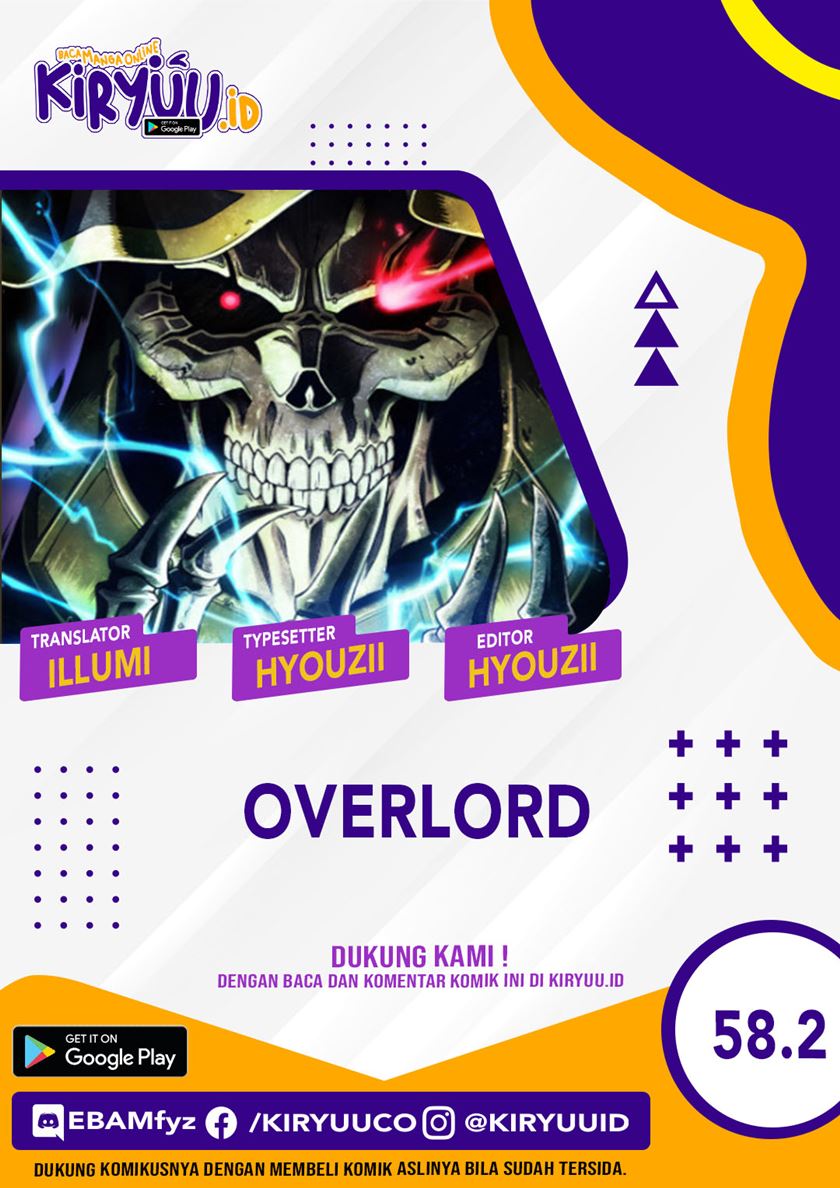 BACA MANGA ONLINE
KIRYUU.iD
GET IT ON
Google Play
TRANSLATOR
ILLUMI
TYPESETTER
HYOUZII
EDITOR
HYOUZII
OVERLORD
DUKUNG KAMI !
DENGAN BACA DAN KOMENTAR KOMIK INI DI KIRYUU.ID
58.2
GET IT ON
Google Play
EBAMfyz /KIRYUUCO @KIRYUUID
DUKUNG KOMIKUSNYA DENGAN MEMBELI KOMIK ASLINYA BILA SUDAH TERSIDA.